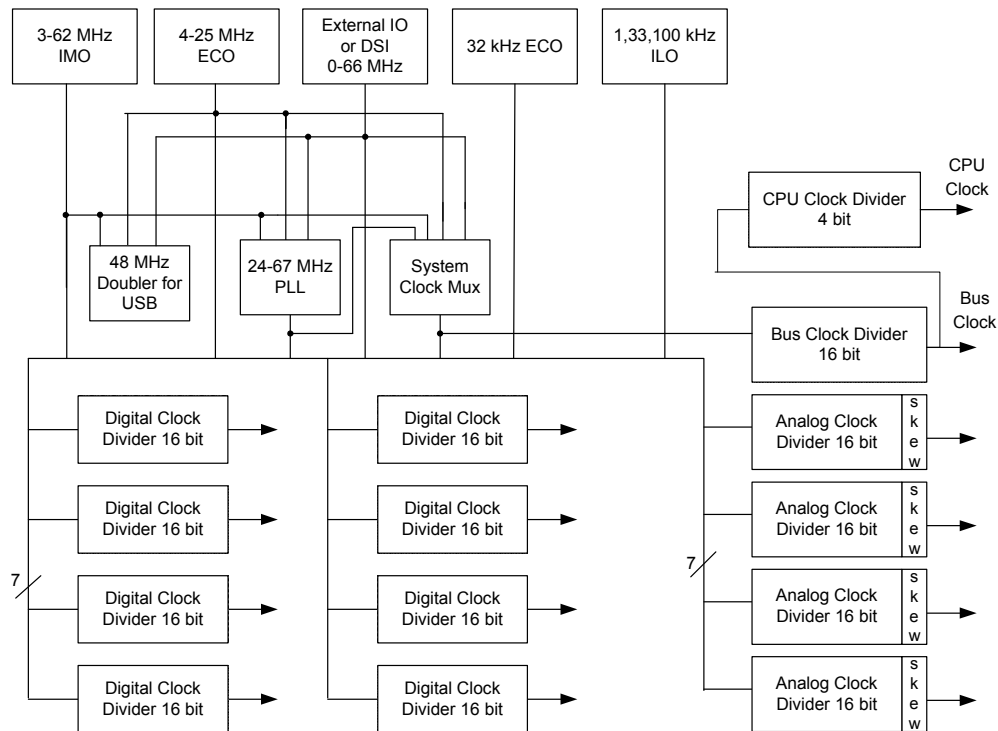 3-62 MHz
IMO
4-25 MHz
ECO
External IO
or DSI
0-66 MHz
32 kHz ECO
1,33,100 kHz
ILO
CPU Clock Divider
4 bit
CPU
Clock
48 MHz
Doubler for
USB
24-67 MHz
PLL
System
Clock Mux
Bus Clock Divider
16 bit
Bus
Clock
Digital Clock
Divider 16 bit
Digital Clock
Divider 16 bit
Analog Clock
Divider 16 bit
s
k
e
w
Digital Clock
Divider 16 bit
Digital Clock
Divider 16 bit
Analog Clock
Divider 16 bit
s
k
e
w
7
7
Digital Clock
Divider 16 bit
Digital Clock
Divider 16 bit
Analog Clock
Divider 16 bit
s
k
e
w
Digital Clock
Divider 16 bit
Digital Clock
Divider 16 bit
Analog Clock
Divider 16 bit
s
k
e
w